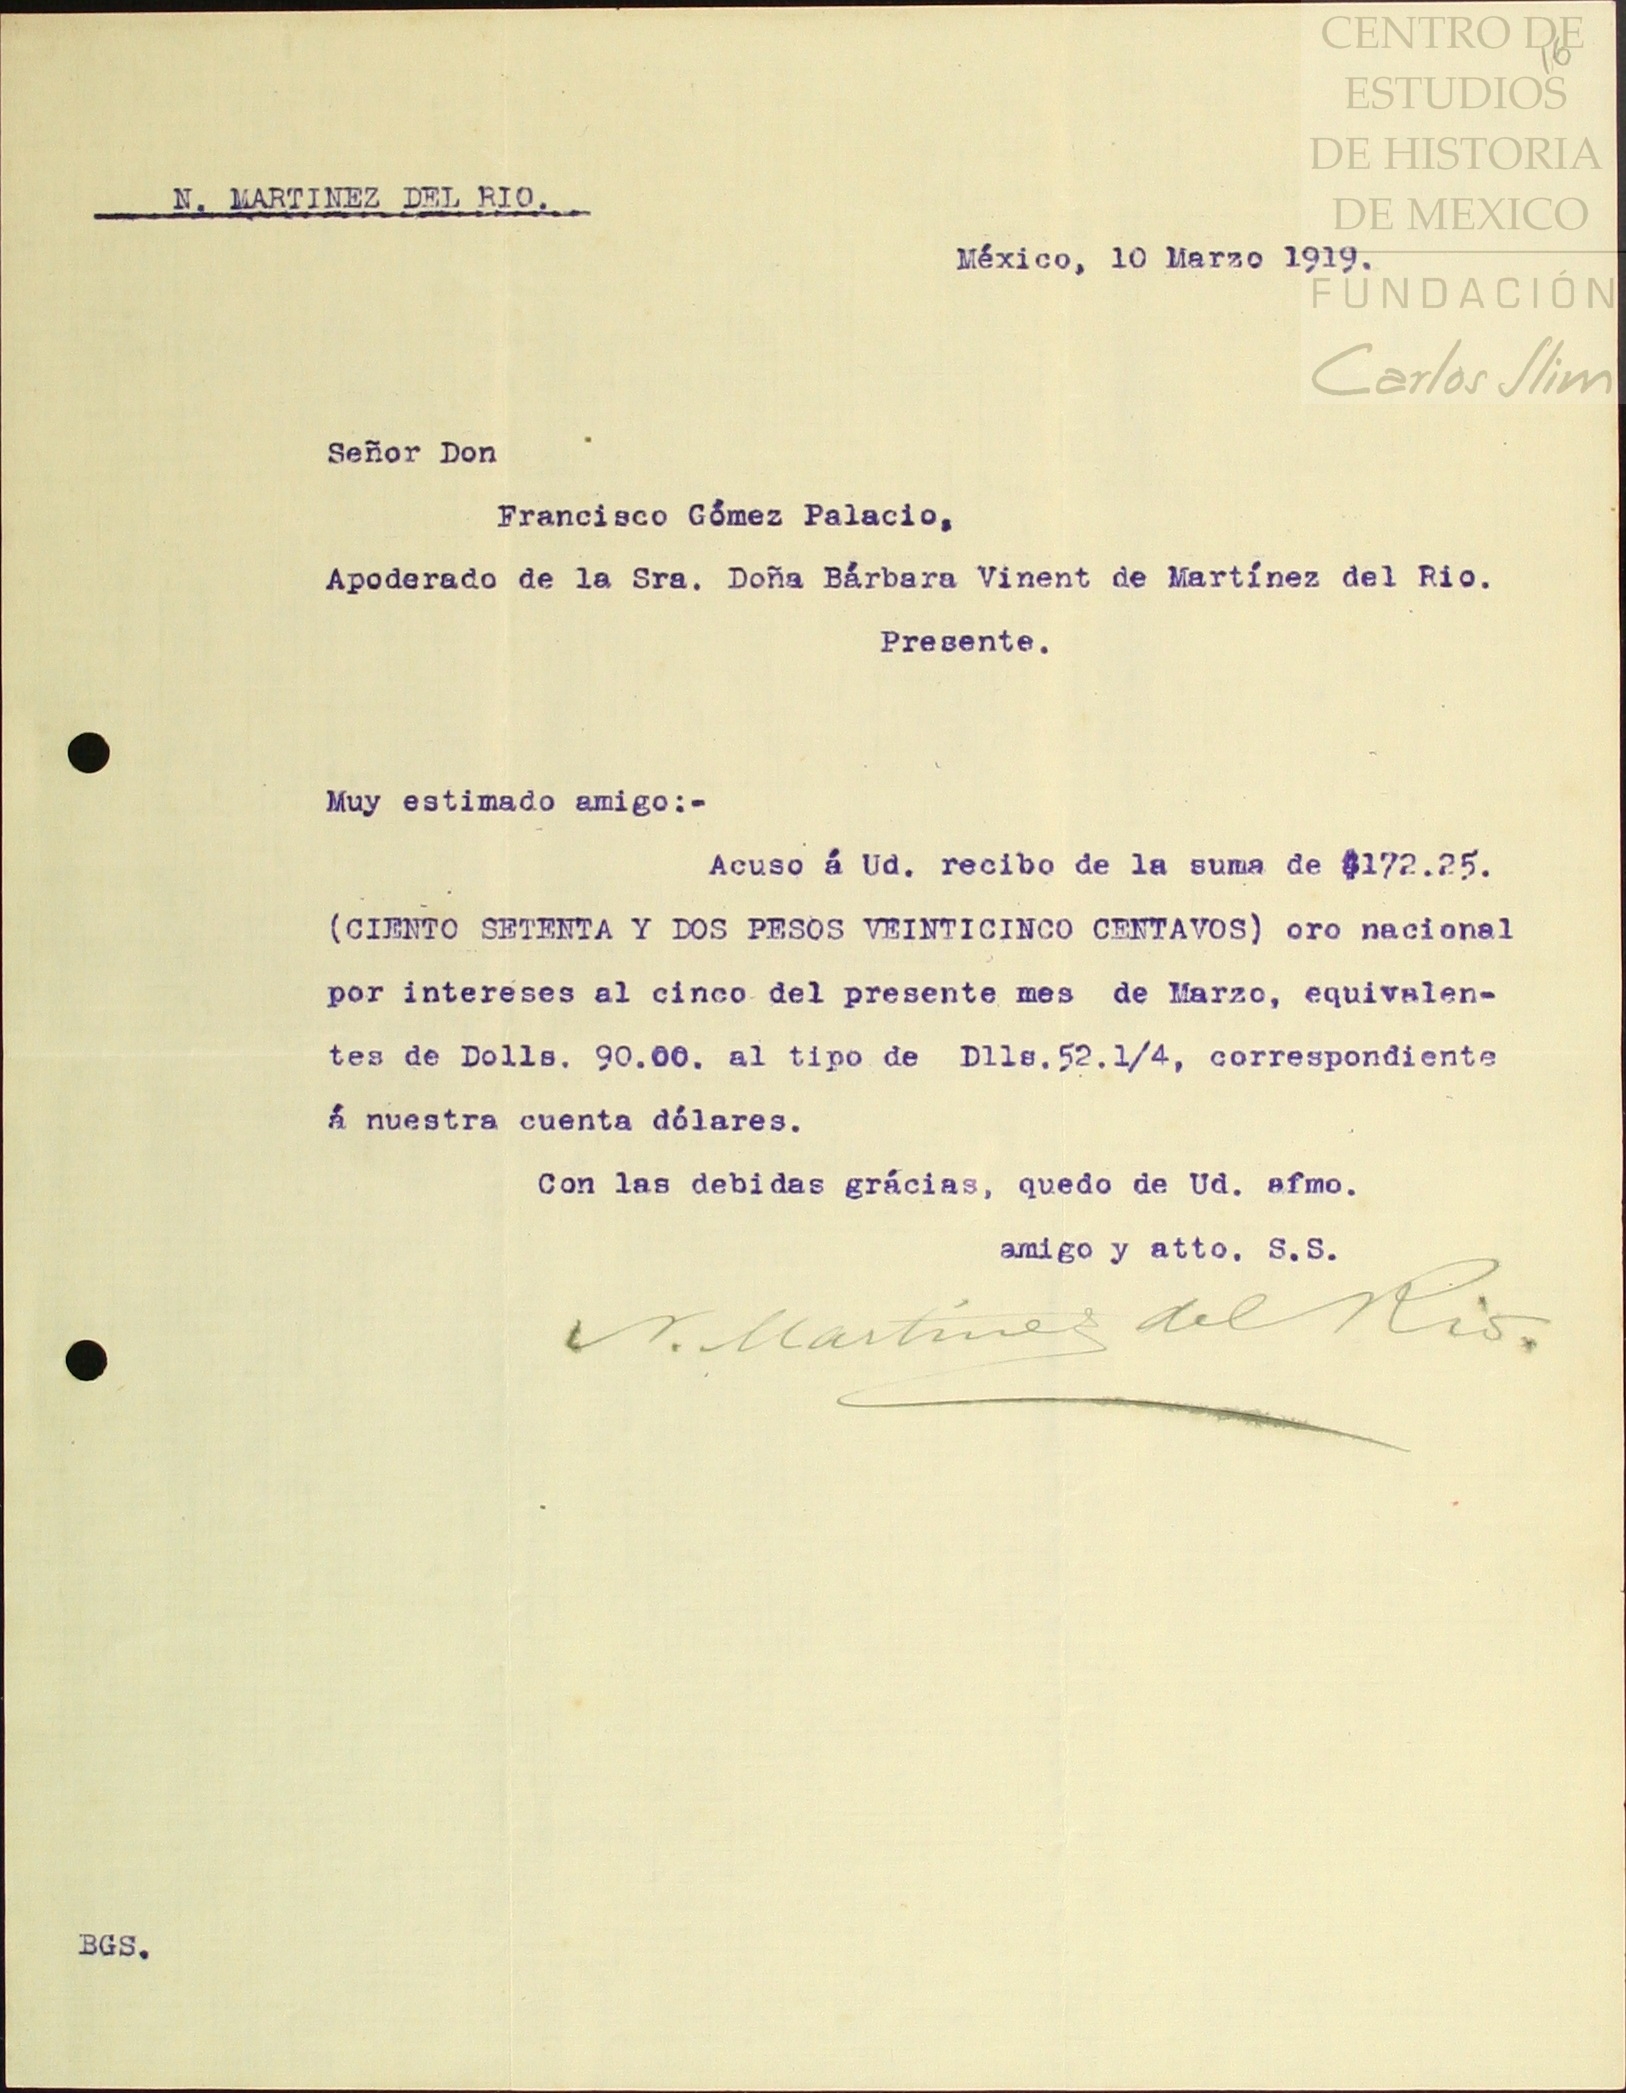 CENTRO DE
16
ESTUDIOS
DE HISTORIA
DE MEXICO
FUNDACIÓN
Carlos Slim
N. MARTINEZ DEL RIO.
México, 10 Marzo 1919.
Señor Don
Francisco Gómez Palacio,
Apoderado de la Sra. Doña Bárbara Vinent de Martínez del Rio.
Presente.
Muy estimado amigo:-
Acuso á Ud. recibo de la suma de $172.25.
(CIENTO SETENTA Y DOS PESOS VEINTICINCO CENTAVOS) oro nacional
por intereses al cinco del presente mes de Marzo, equivalen-
tes de Dolls. 90.00. al tipo de Dlls.52.1/4, correspondiente
á nuestra cuenta dólares.
Con las debidas grácias, quedo de Ud. afmo.
amigo y atto. S.S.
N. Martinez del Rio.
BGS.